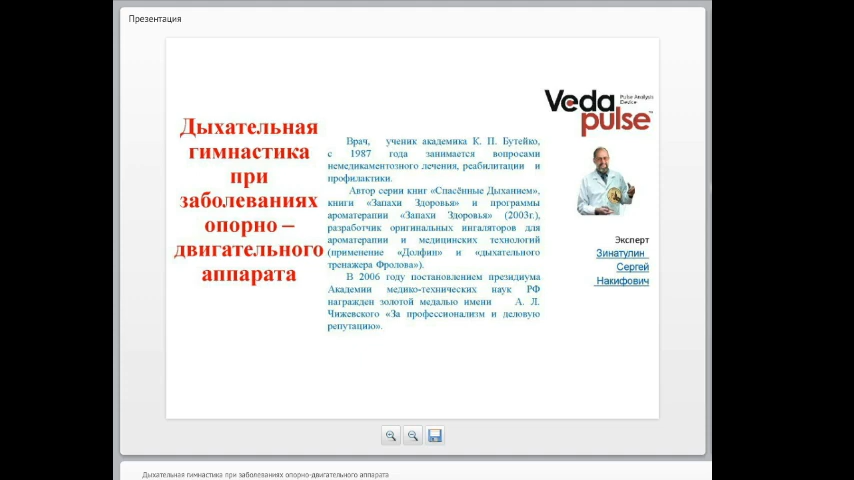 Презентация
Дыхательная
гимнастика
при
заболеваниях
опорно –
двигательного
аппарата
Врач, ученик академика К. П. Бутейко,
с 1987 года занимается вопросами
немедикаментозного лечения, реабилитации и
профилактики.
Автор серии книг «Спасённые Дыханием»,
книги «Запахи Здоровья» и программы
ароматерапии «Запахи Здоровья» (2003г.),
разработчик оригинальных ингаляторов для
ароматерапии и медицинских технологий
(применение «Долфин» и «дыхательного
тренажера Фролова»).
В 2006 году постановлением президиума
Академии медико-технических наук РФ
награжден золотой медалью имени А. Л.
Чижевского «За профессионализм и деловую
репутацию».
Veda
Pulse Analysis
Device
pulse™
Эксперт
Зинатулин
Сергей
Накифович
Дыхательная гимнастика при заболеваниях опорно-двигательного аппарата